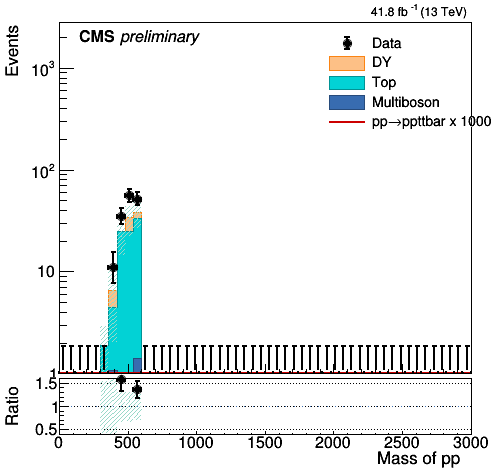 41.8 fb⁻¹ (13 TeV)
CMS preliminary
Events
Data
DY
Top
Multiboson
pp→ppttbar x 1000
10³
10²
10
1
Ratio
1.5
1
0.5
0 500 1000 1500 2000 2500 3000
Mass of pp